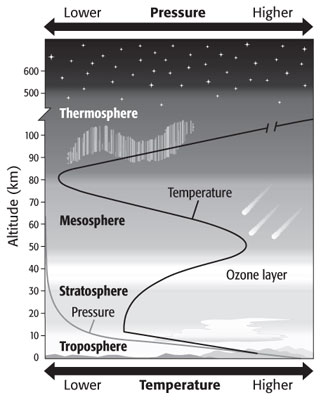 Lower Pressure Higher
600
500
Thermosphere
100
90
80
Temperature
70
Altitude (km)
Mesosphere
60
50
40
Ozone layer
30
Stratosphere
20
Pressure
10
Troposphere
0
Lower Temperature Higher